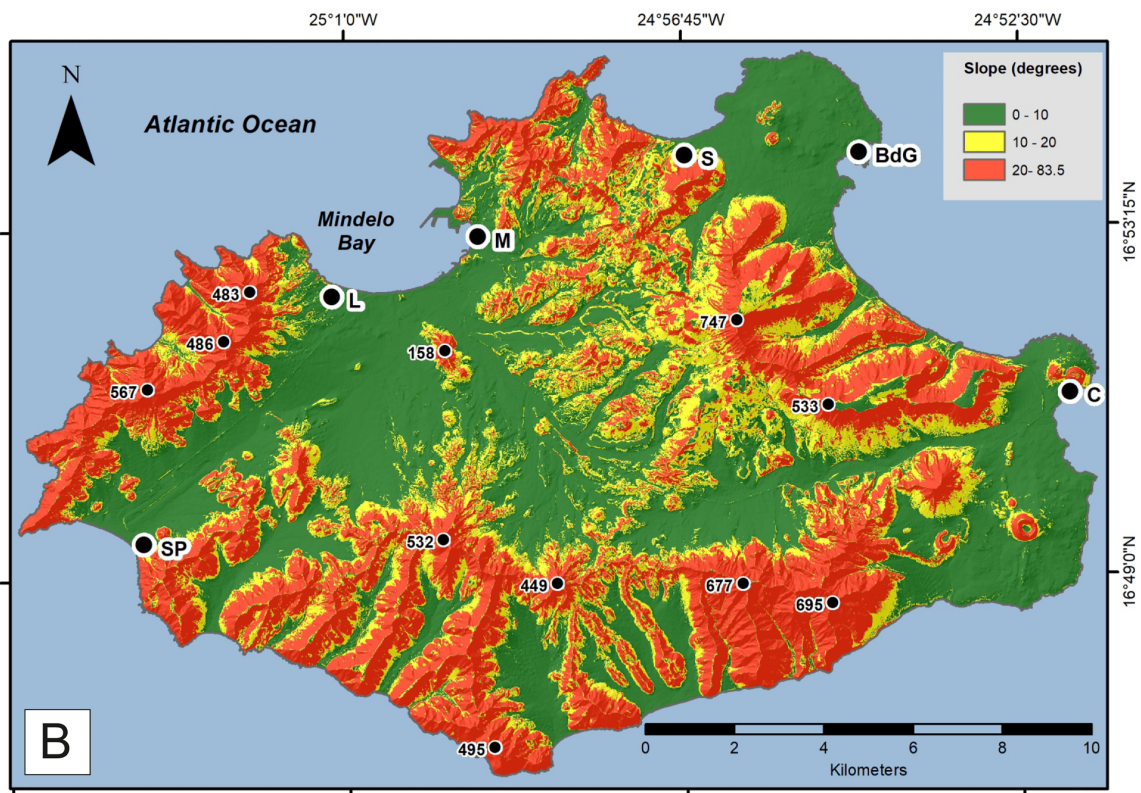 25°1'0"W
24°56'45"W
24°52'30"W
N
Atlantic Ocean
Slope (degrees)
0 - 10
10 - 20
20- 83.5
S
BdG
Mindelo
Bay
M
16°53'15"N
483
L
747
486
158
567
C
533
532
SP
449
677
16°49'0"N
695
495
B
0 2 4 6 8 10
Kilometers